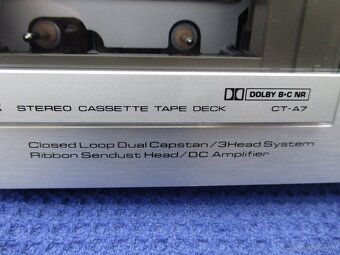 DOLBY B•C NR
STEREO CASSETTE TAPE DECK CT-A7
Closed Loop Dual Capstan/3Head System
Ribbon Sendust Head/DC Amplifier